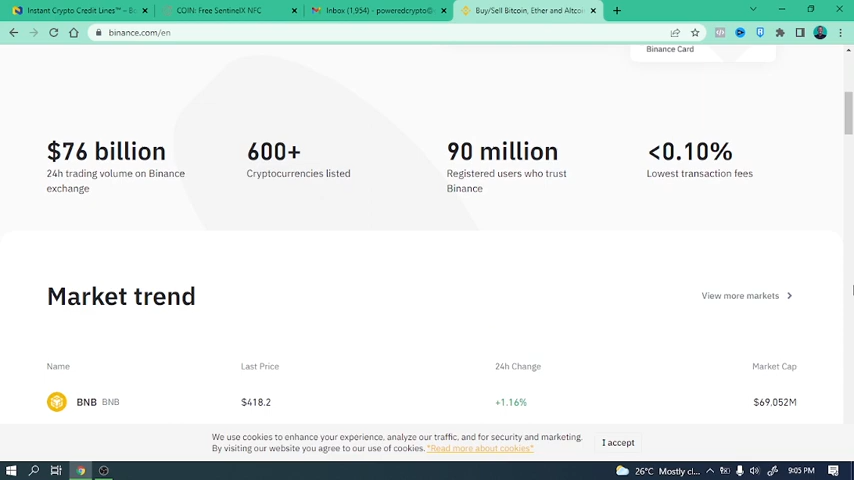 Instant Crypto Credit Lines™ – Bo
COIN: Free SentinelX NFC
Inbox (1,954) - poweredcrypto@
Buy/Sell Bitcoin, Ether and Altcoin
binance.com/en
Binance Card
$76 billion
24h trading volume on Binance
exchange
600+
Cryptocurrencies listed
90 million
Registered users who trust
Binance
<0.10%
Lowest transaction fees
Market trend
View more markets
Name
Last Price
24h Change
Market Cap
BNB BNB
$418.2
+1.16%
$69.052M
We use cookies to enhance your experience, analyze our traffic, and for security and marketing.
By visiting our website you agree to our use of cookies. *Read more about cookies*
I accept
26°C Mostly cl...
9:05 PM